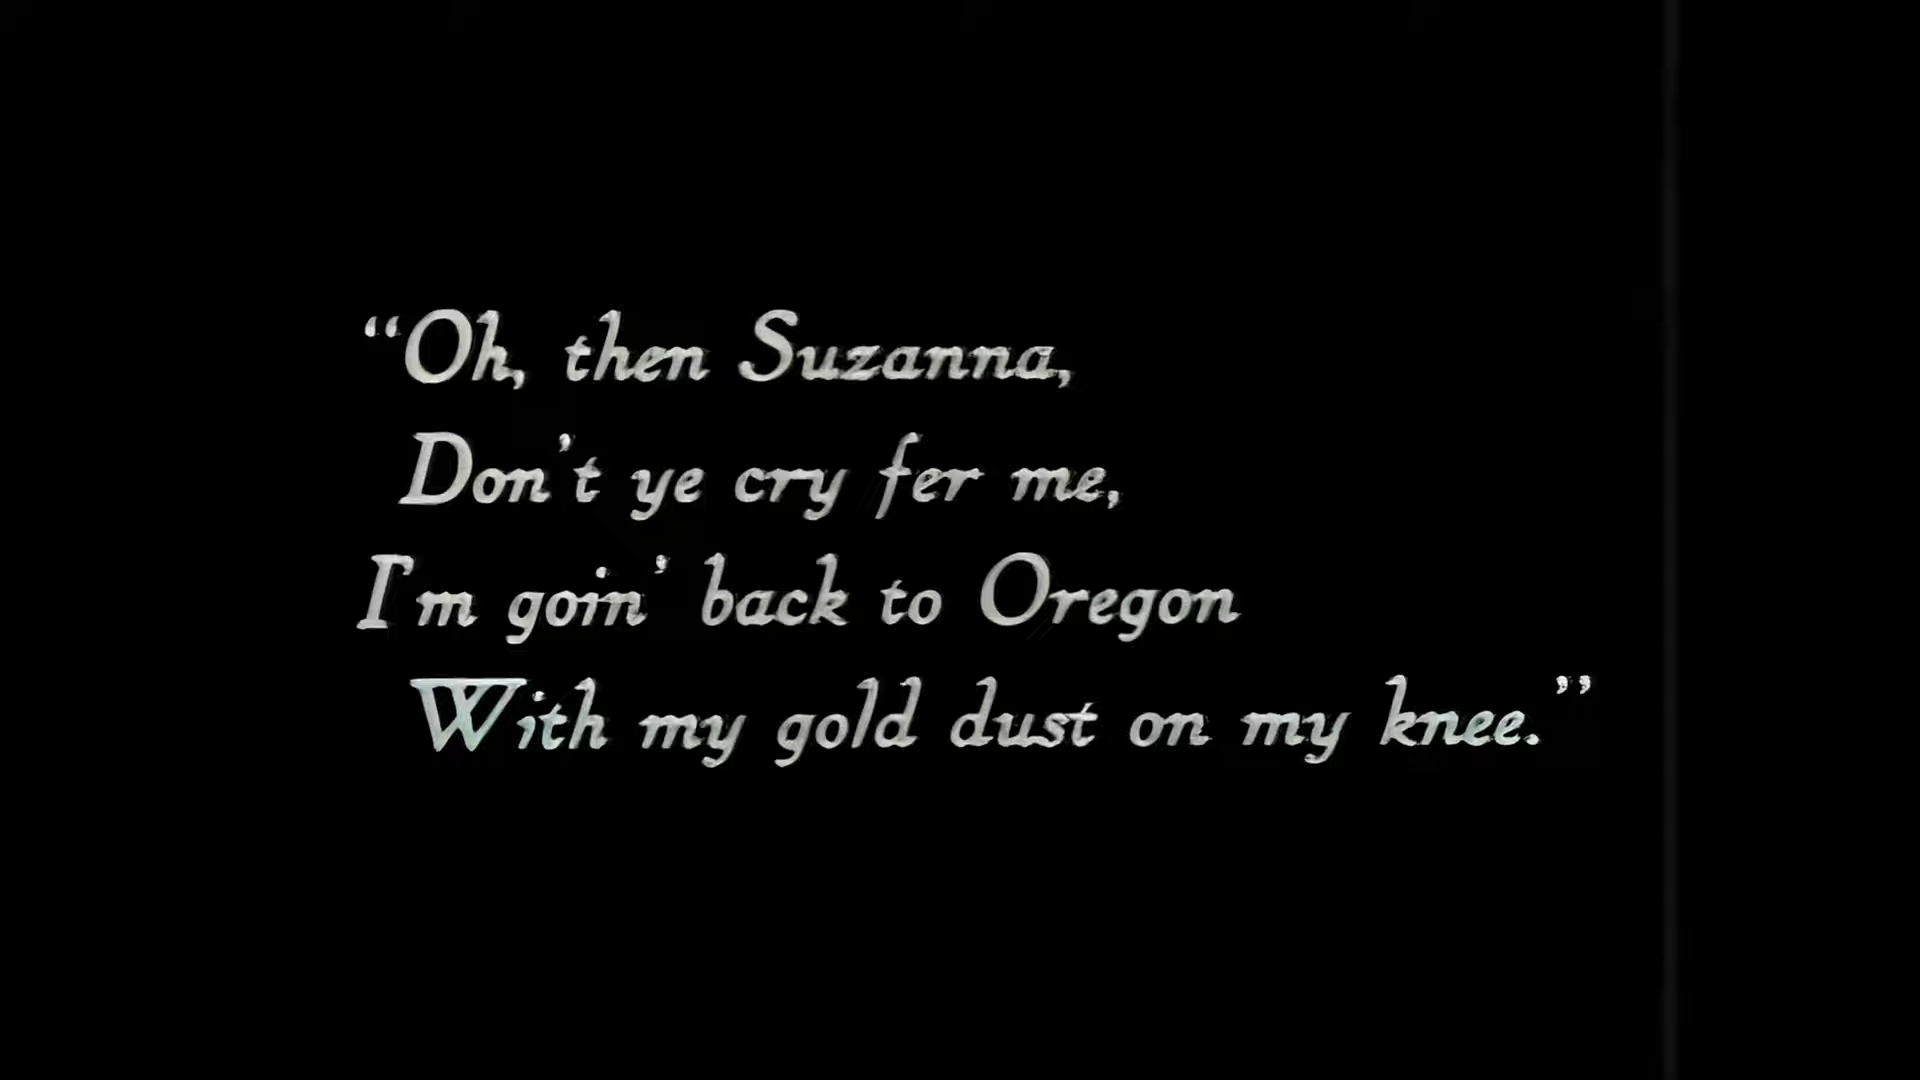 “Oh, then Suzanna,
Don't ye cry fer me,
I'm goin' back to Oregon
With my gold dust on my knee.”